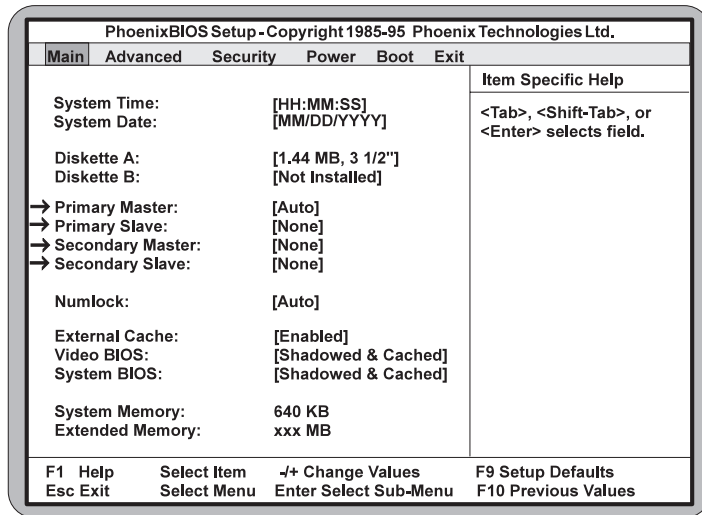 PhoenixBIOS Setup - Copyright 1985-95 Phoenix Technologies Ltd.
Main Advanced Security Power Boot Exit
Item Specific Help
<Tab>, <Shift-Tab>, or
<Enter> selects field.
System Time: [HH:MM:SS]
System Date: [MM/DD/YYYY]
Diskette A: [1.44 MB, 3 1/2"]
Diskette B: [Not Installed]
→ Primary Master: [Auto]
→ Primary Slave: [None]
→ Secondary Master: [None]
→ Secondary Slave: [None]
Numlock: [Auto]
External Cache: [Enabled]
Video BIOS: [Shadowed & Cached]
System BIOS: [Shadowed & Cached]
System Memory: 640 KB
Extended Memory: xxx MB
F1 Help Select Item -/+ Change Values F9 Setup Defaults
Esc Exit Select Menu Enter Select Sub-Menu F10 Previous Values